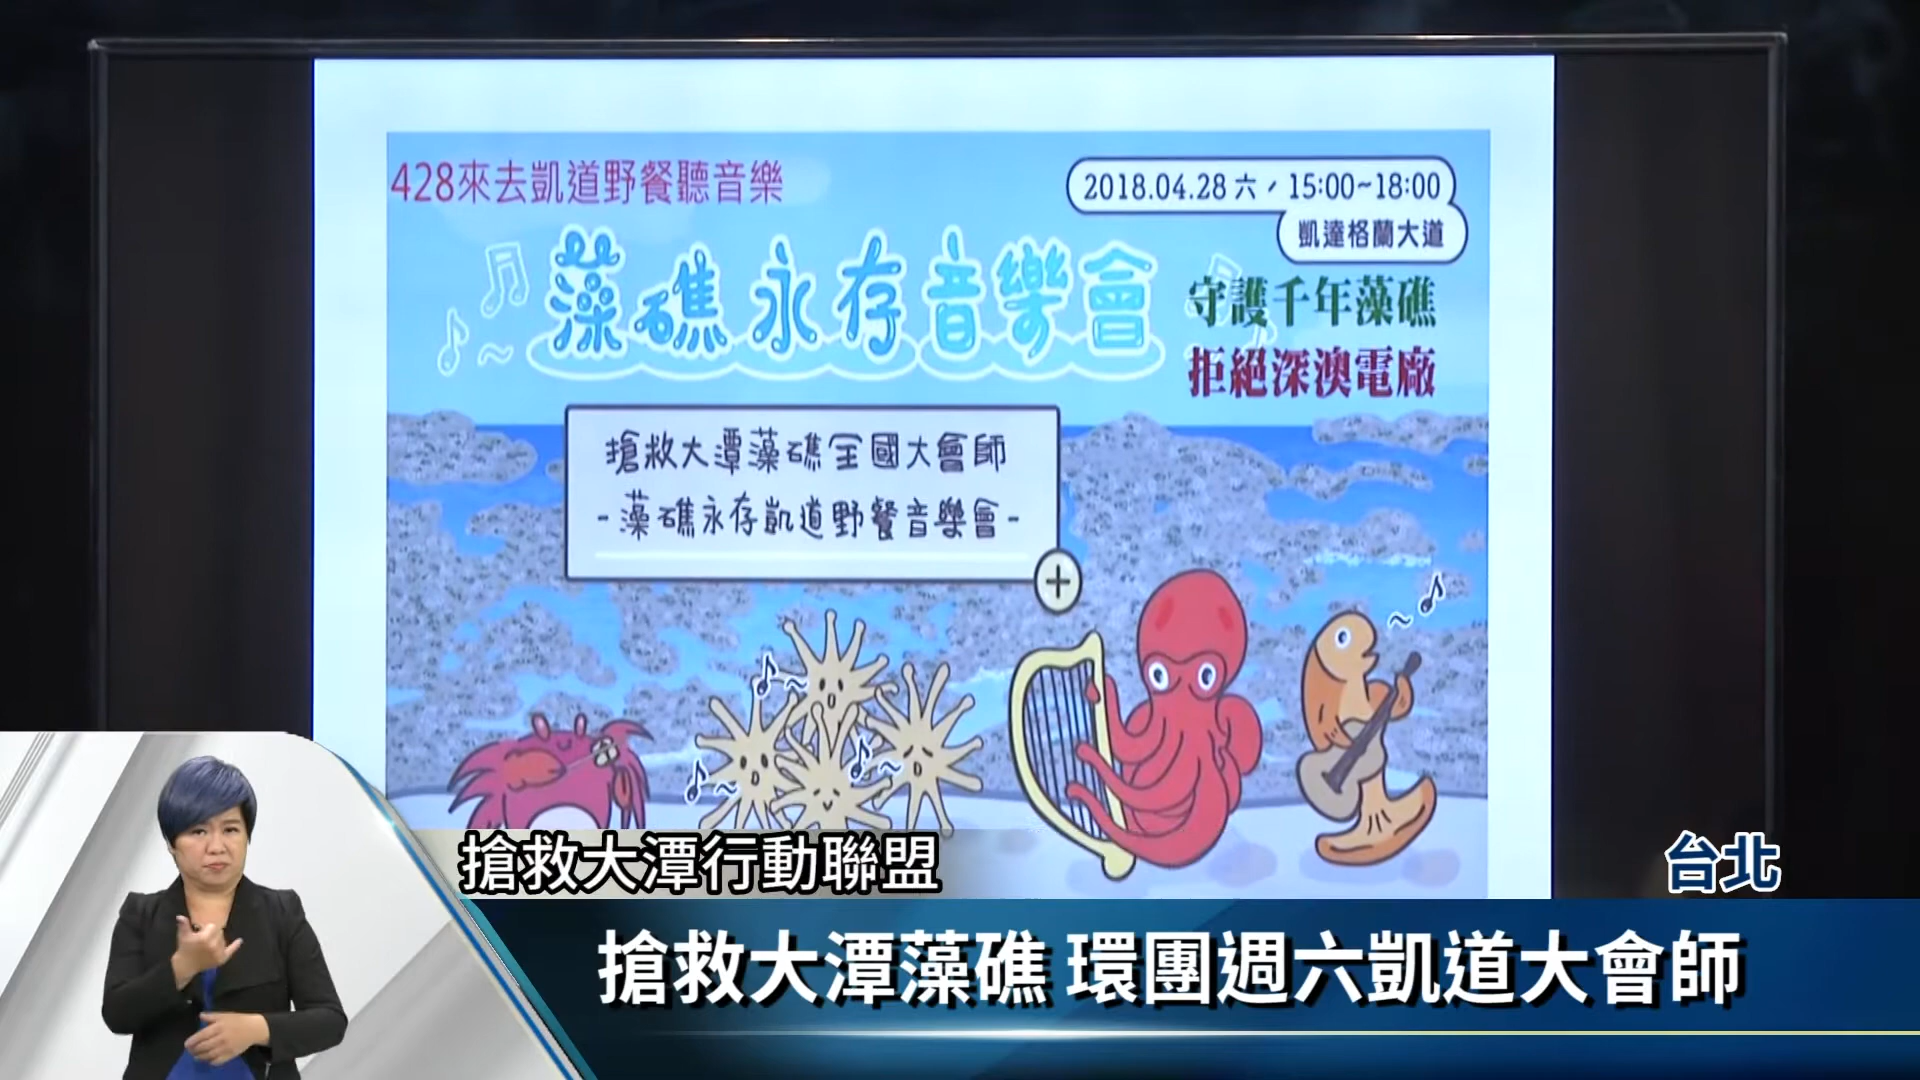 428來去凱道野餐聽音樂
2018.04.28 六，15:00~18:00
凱達格蘭大道
藻礁永存音樂會
守護千年藻礁
拒絕深澳電廠
搶救大潭藻礁全國大會師
-藻礁永存凱道野餐音樂會-
+
搶救大潭行動聯盟
台北
搶救大潭藻礁 環團週六凱道大會師